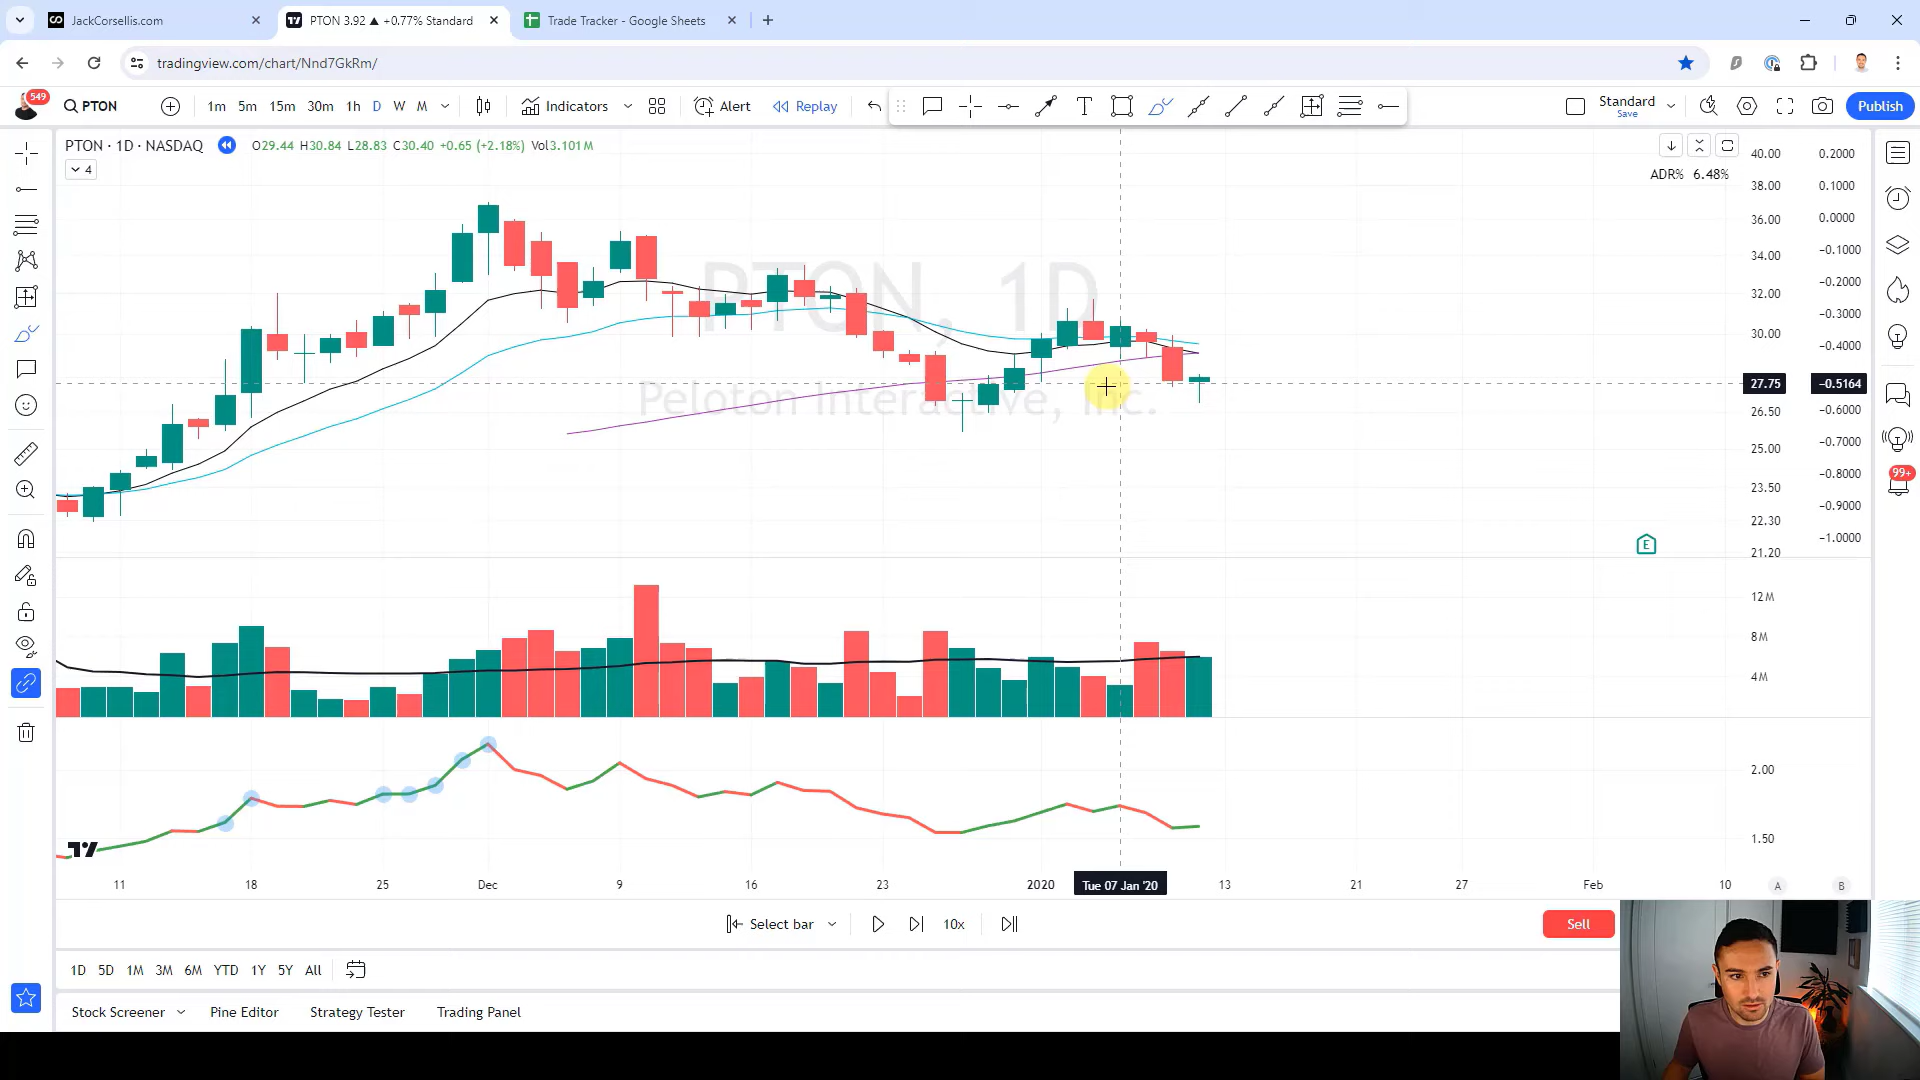 JackCorsellis.com
PTON 3.92 ▲ +0.77% Standard
Trade Tracker - Google Sheets
tradingview.com/chart/Nnd7GkRm/
549
PTON
1m 5m 15m 30m 1h D W M
Indicators
Alert
Replay
Standard
Save
Publish
PTON · 1D · NASDAQ
O29.44 H30.84 L28.83 C30.40 +0.65 (+2.18%) Vol3.101M
4
ADR% 6.48%
PTON, 1D
Peloton Interactive, Inc.
40.00
38.00
36.00
34.00
32.00
30.00
27.75
26.50
25.00
23.50
22.30
21.20
0.2000
0.1000
0.0000
−0.1000
−0.2000
−0.3000
−0.4000
−0.5164
−0.6000
−0.7000
−0.8000
−0.9000
−1.0000
99+
E
12M
8M
4M
2.00
1.50
11 18 25 Dec 9 16 23 2020 Tue 07 Jan '20 13 21 27 Feb 10 A B
Select bar
10x
Sell
1D 5D 1M 3M 6M YTD 1Y 5Y All
Stock Screener Pine Editor Strategy Tester Trading Panel